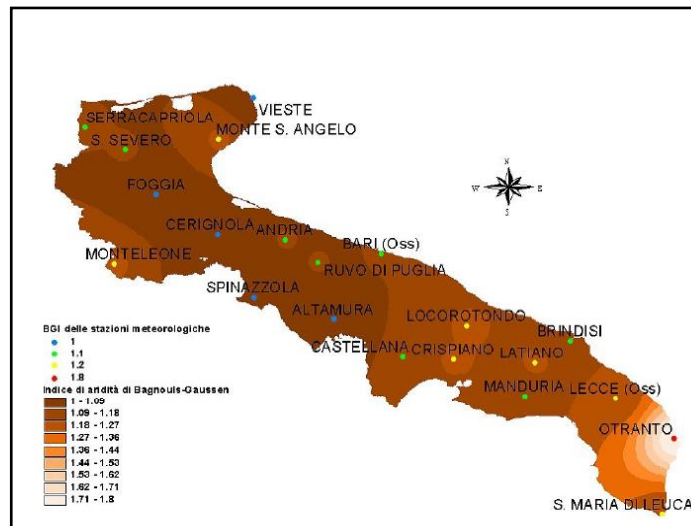 VIESTE
SERRACAPRIOLA
MONTE S. ANGELO
S. SEVERO
N
W E
S
FOGGIA
CERIGNOLA
ANDRIA
BARI (Oss)
MONTELEONE
RUVO DI PUGLIA
SPINAZZOLA
ALTAMURA
LOCOROTONDO
BRINDISI
CASTELLANA
CRISPIANO
LATIANO
MANDURIA
LECCE (Oss)
OTRANTO
S. MARIA DI LEUCA
BGI delle stazioni meteorologiche
1
1.1
1.2
1.8
Indice di aridità di Bagnouls-Gaussen
1 - 1.09
1.09 - 1.18
1.18 - 1.27
1.27 - 1.36
1.36 - 1.44
1.44 - 1.53
1.53 - 1.62
1.62 - 1.71
1.71 - 1.8